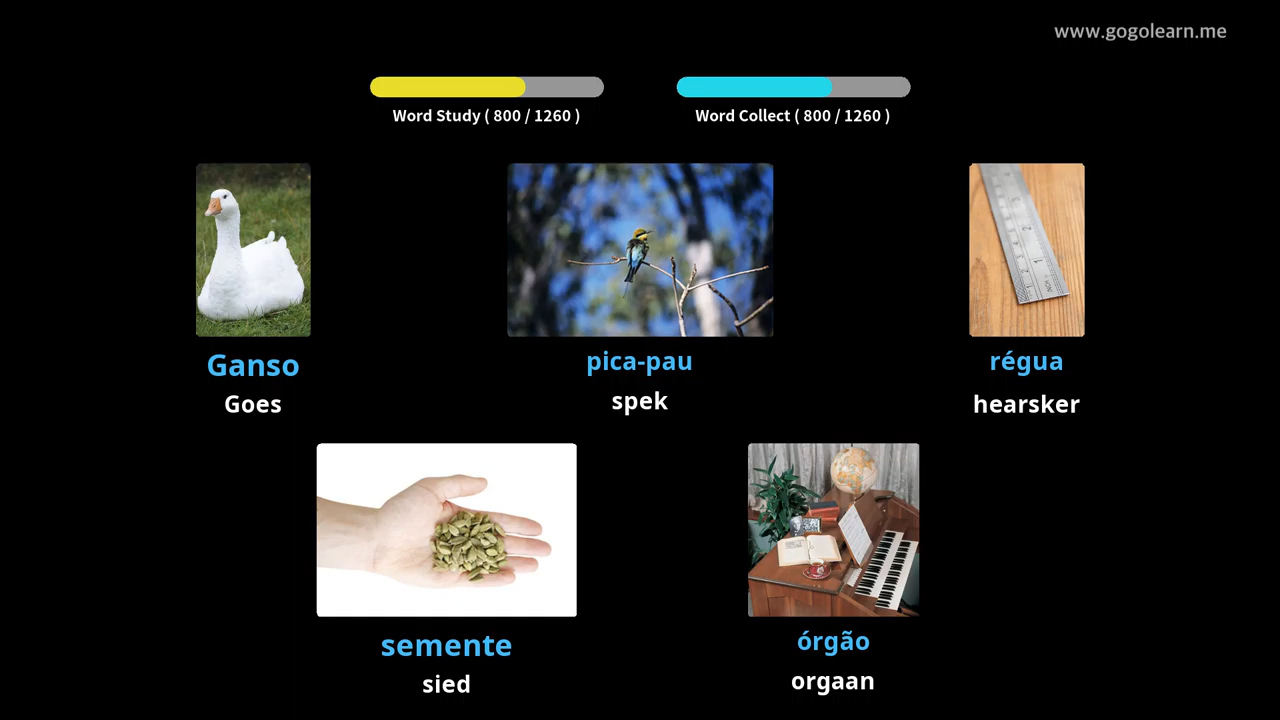 www.gogolearn.me
Word Study ( 800 / 1260 )
Word Collect ( 800 / 1260 )
Ganso
Goes
pica-pau
spek
régua
hearsker
semente
sied
órgão
orgaan